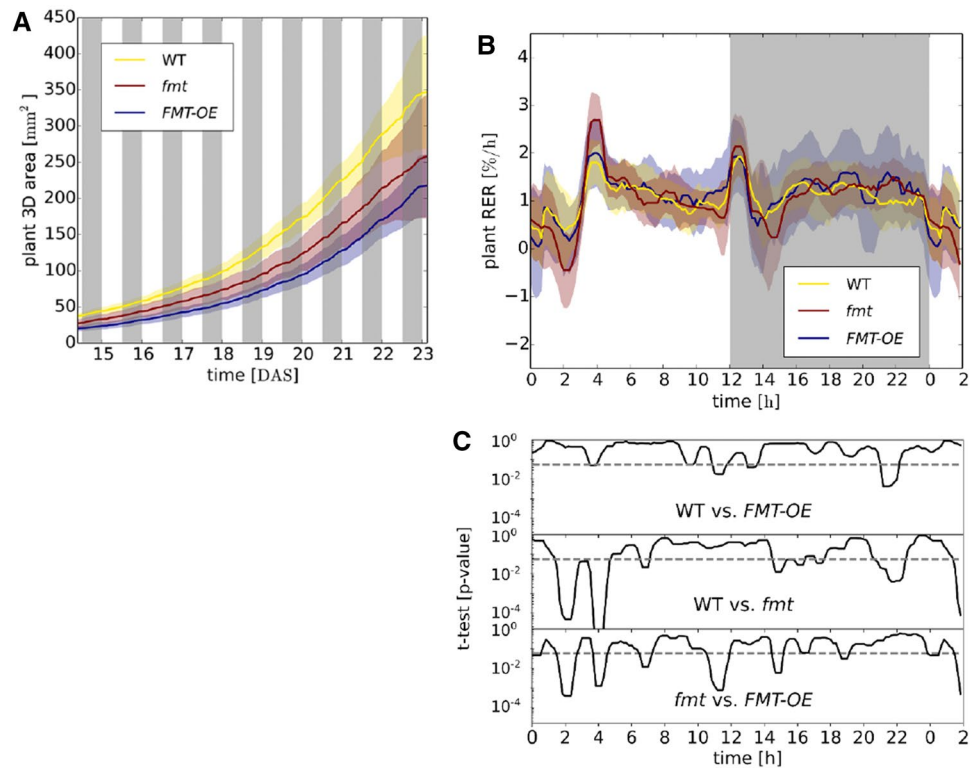 A
450
400
350
300
250
200
150
100
50
0
plant 3D area [mm²]
WT
fmt
FMT-OE
15 16 17 18 19 20 21 22 23
time [DAS]
B
4
3
2
1
0
−1
−2
plant RER [%/h]
WT
fmt
FMT-OE
0 2 4 6 8 10 12 14 16 18 20 22 0 2
time [h]
C
t-test [p-value]
10⁰
10⁻²
10⁻⁴
WT vs. FMT-OE
10⁰
10⁻²
10⁻⁴
WT vs. fmt
10⁰
10⁻²
10⁻⁴
fmt vs. FMT-OE
0 2 4 6 8 10 12 14 16 18 20 22 0 2
time [h]